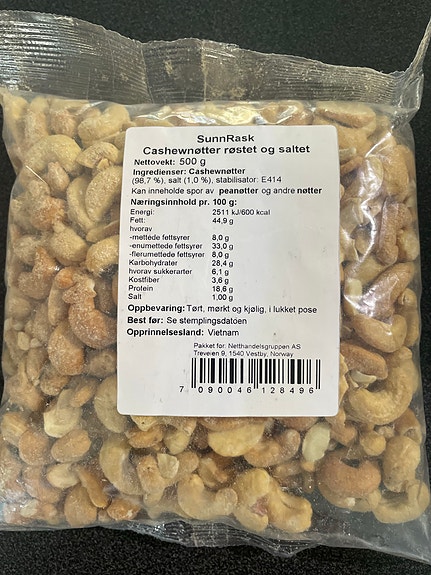 SunnRask
Cashewnøtter røstet og saltet
Nettovekt: 500 g
Ingredienser: Cashewnøtter
(98,7 %), salt (1,0 %), stabilisator: E414
Kan inneholde spor av peanøtter og andre nøtter
Næringsinnhold pr. 100 g:
Energi: 2511 kJ/600 kcal
Fett: 44,9 g
hvorav
-mettede fettsyrer 8,0 g
-enumettede fettsyrer 33,0 g
-flerumettede fettsyrer 8,0 g
Karbohydrater 28,4 g
hvorav sukkerarter 6,1 g
Kostfiber 3,6 g
Protein 18,6 g
Salt 1,00 g
Oppbevaring: Tørt, mørkt og kjølig, i lukket pose
Best før: Se stemplingsdatoen
Opprinnelsesland: Vietnam
Pakket for: Netthandelsgruppen AS
Treveien 9, 1540 Vestby, Norway
7 090046 128496